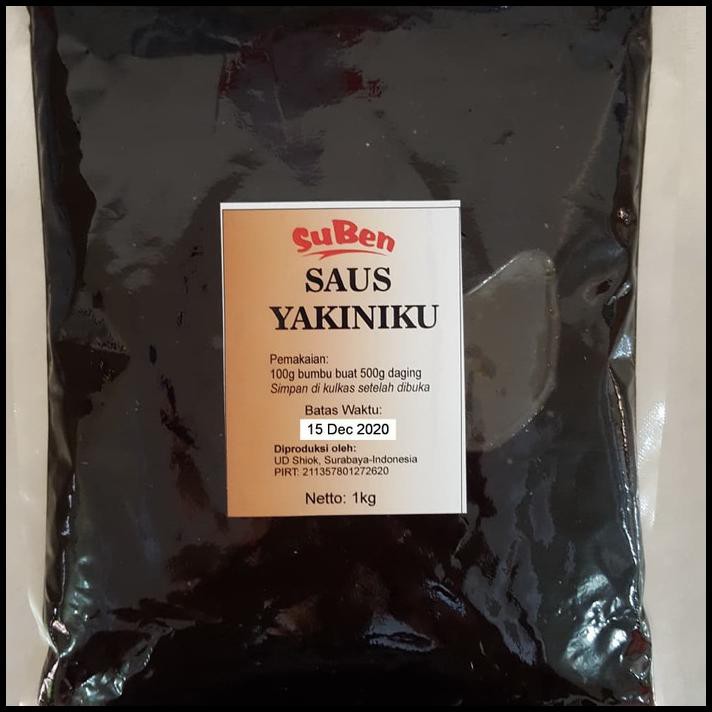 SuBen
SAUS
YAKINIKU
Pemakaian:
100g bumbu buat 500g daging
Simpan di kulkas setelah dibuka
Batas Waktu:
15 Dec 2020
Diproduksi oleh:
UD Shiok, Surabaya-Indonesia
PIRT: 211357801272620
Netto: 1kg